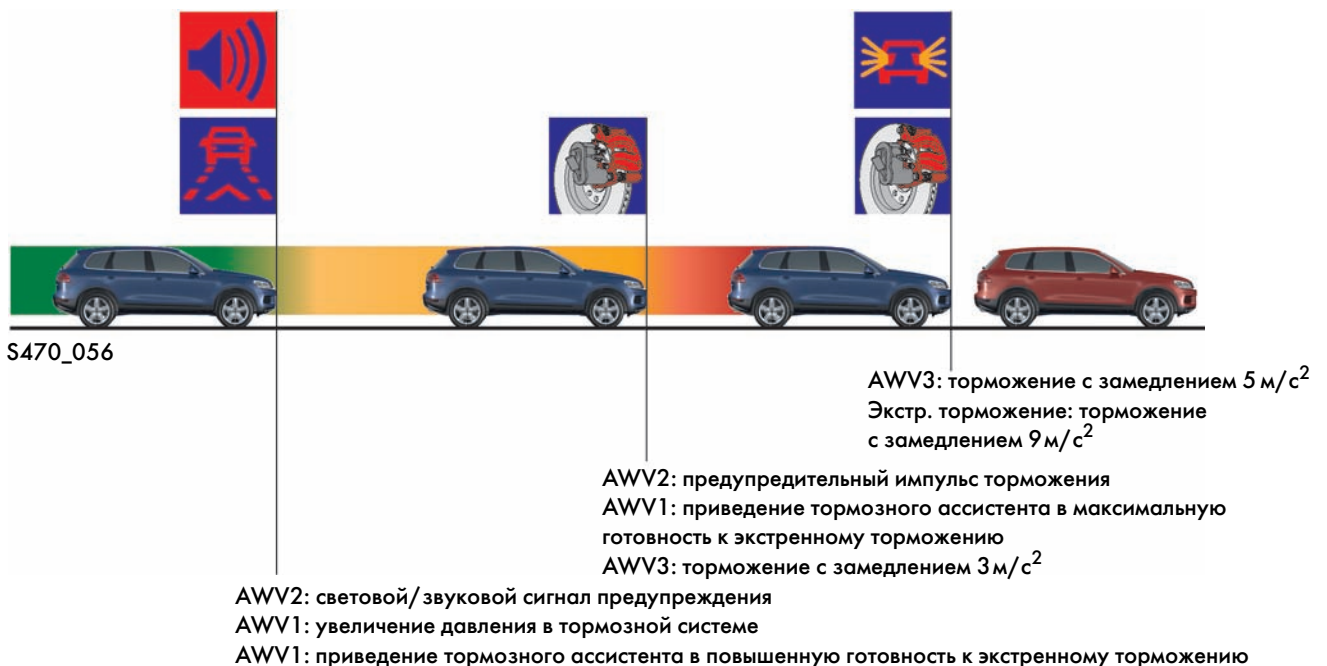 S470_056
AWV3: торможение с замедлением 5 м/с²
Экстр. торможение: торможение
с замедлением 9 м/с²
AWV2: предупредительный импульс торможения
AWV1: приведение тормозного ассистента в максимальную
готовность к экстренному торможению
AWV3: торможение с замедлением 3 м/с²
AWV2: световой/звуковой сигнал предупреждения
AWV1: увеличение давления в тормозной системе
AWV1: приведение тормозного ассистента в повышенную готовность к экстренному торможению